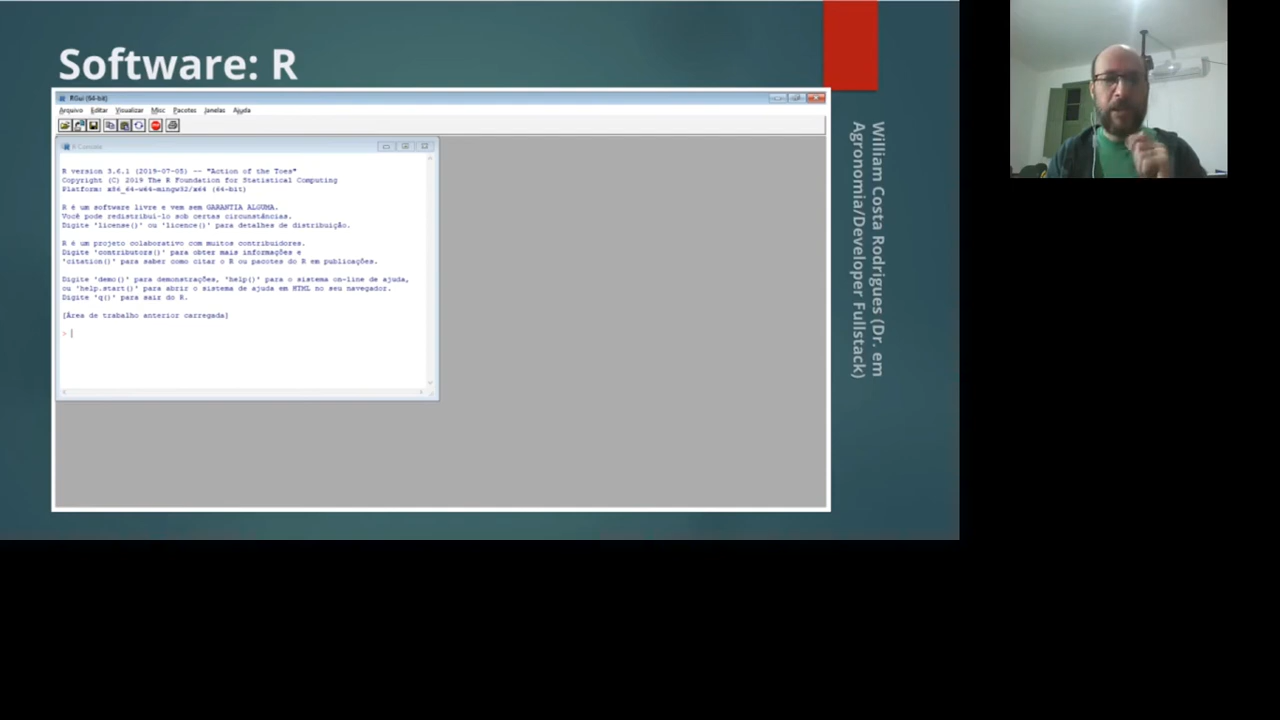 Software: R
RGui (64-bit)
Arquivo Editar Visualizar Misc Pacotes Janelas Ajuda
R Console
R version 3.6.1 (2019-07-05) -- "Action of the Toes"
Copyright (C) 2019 The R Foundation for Statistical Computing
Platform: x86_64-w64-mingw32/x64 (64-bit)
R é um software livre e vem sem GARANTIA ALGUMA.
Você pode redistribuí-lo sob certas circunstâncias.
Digite 'license()' ou 'licence()' para detalhes de distribuição.
R é um projeto colaborativo com muitos contribuidores.
Digite 'contributors()' para obter mais informações e
'citation()' para saber como citar o R ou pacotes do R em publicações.
Digite 'demo()' para demonstrações, 'help()' para o sistema on-line de ajuda,
ou 'help.start()' para abrir o sistema de ajuda em HTML no seu navegador.
Digite 'q()' para sair do R.
[Área de trabalho anterior carregada]
>
William Costa Rodrigues (Dr. em
Agronomia/Developer Fullstack)